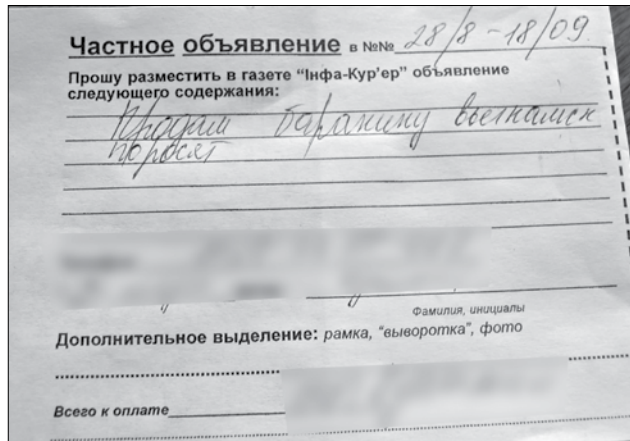 Частное объявление в №№ 28/8-18/09.
Прошу разместить в газете "Інфа-Кур'ер" объявление
следующего содержания:
Продам баранину вьетнамск
поросят
Фамилия, инициалы
Дополнительное выделение: рамка, "выворотка", фото
Всего к оплате